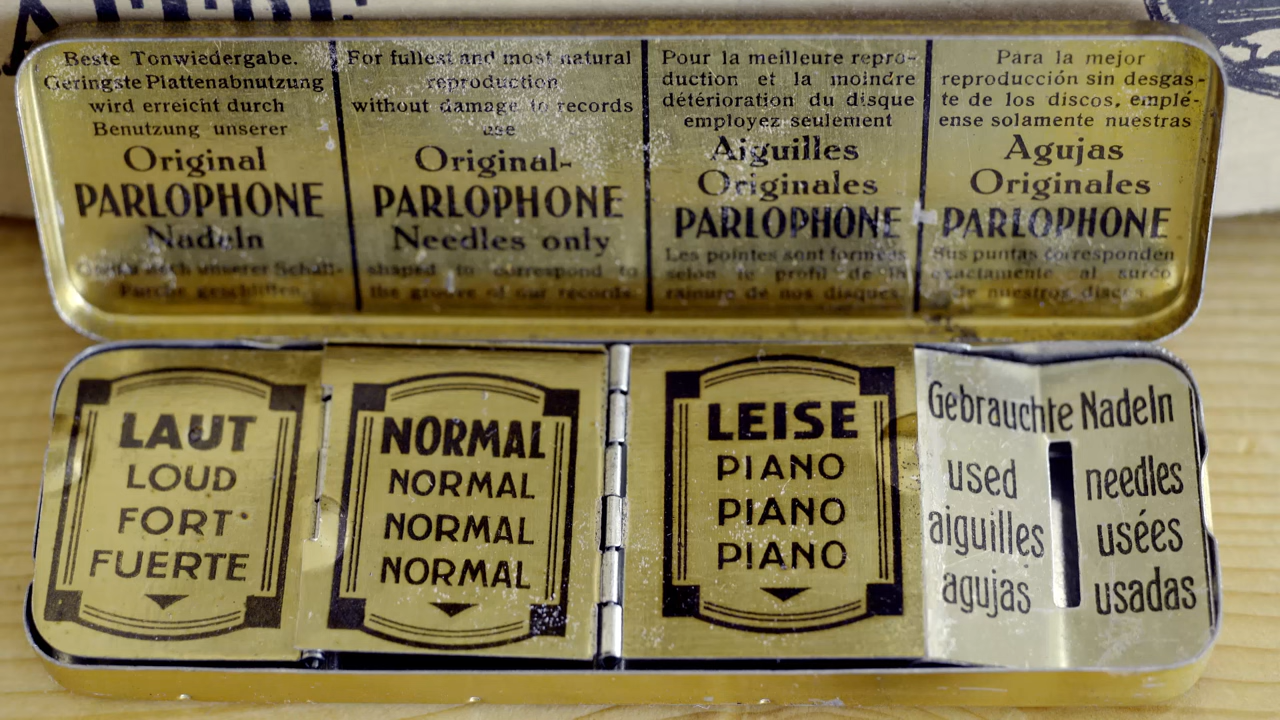 Beste Tonwiedergabe.
Geringste Plattenabnutzung
wird erreicht durch
Benutzung unserer
Original
PARLOPHONE
Nadeln
unserer Schall-
geschliffen
For fullest and most natural
reproduction
without damage to records
use
Original-
PARLOPHONE
Needles only
shaped to correspond to
the groove of our records.
Pour la meilleure repro-
duction et la moindre
détérioration du disque
employez seulement
Aiguilles
Originales
PARLOPHONE
Les pointes sont formées
selon le profil de la
rainure de nos disques.
Para la mejor
reproducción sin desgas-
te de los discos, emplé-
ense solamente nuestras
Agujas
Originales
PARLOPHONE
Sus puntas corresponden
exactamente al surco
de nuestros discos
LAUT
LOUD
FORT
FUERTE
NORMAL
NORMAL
NORMAL
NORMAL
LEISE
PIANO
PIANO
PIANO
Gebrauchte Nadeln
used needles
aiguilles usées
agujas usadas